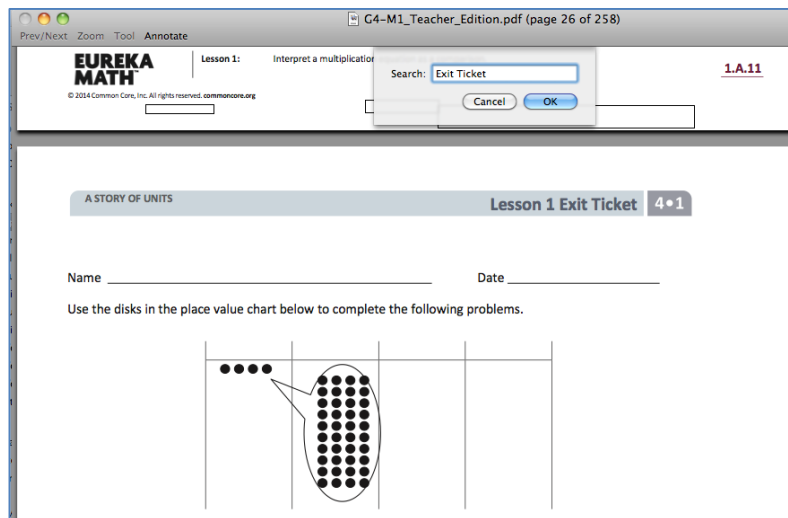 G4-M1_Teacher_Edition.pdf (page 26 of 258)
Prev/Next Zoom Tool Annotate
EUREKA
MATH™
Lesson 1:
Interpret a multiplication
1.A.11
© 2014 Common Core, Inc. All rights reserved. commoncore.org
Search: Exit Ticket
Cancel OK
A STORY OF UNITS
Lesson 1 Exit Ticket 4•1
Name
Date
Use the disks in the place value chart below to complete the following problems.